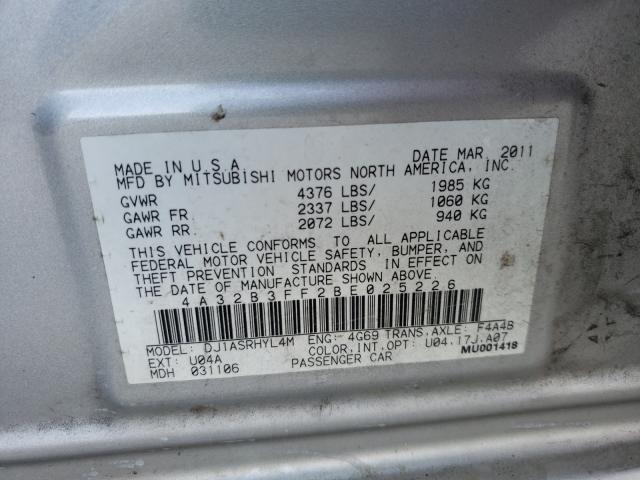 MADE IN U.S.A. DATE MAR 2011
MFD BY MITSUBISHI MOTORS NORTH AMERICA, INC.
GVWR 4376 LBS/ 1985 KG
GAWR FR. 2337 LBS/ 1060 KG
GAWR RR. 2072 LBS/ 940 KG
THIS VEHICLE CONFORMS TO ALL APPLICABLE
FEDERAL MOTOR VEHICLE SAFETY, BUMPER, AND
THEFT PREVENTION STANDARDS IN EFFECT ON
THE DATE OF MANUFACTURE SHOWN ABOVE.
4A32B3FF2BE025226
MODEL: DJ1ASRHYL4M ENG: 4G69 TRANS.AXLE: F4A4B
EXT: U04A COLOR,INT,OPT: U04,17J,A07
MDH 031106 PASSENGER CAR MU001418